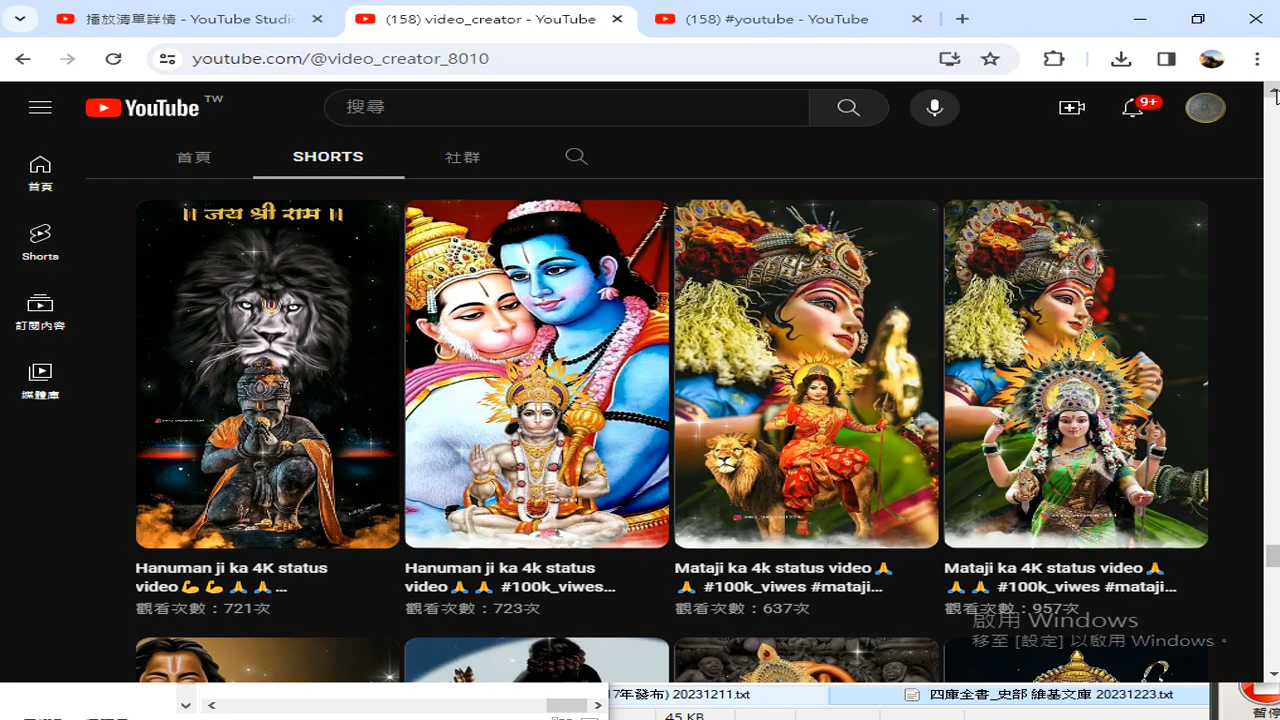 播放清單詳情 - YouTube Studio
(158) video_creator - YouTube
(158) #youtube - YouTube
youtube.com/@video_creator_8010
YouTube TW
搜尋
9+
首頁
SHORTS
社群
首頁
Shorts
訂閱內容
媒體庫
॥ जय श्री राम ॥
Hanuman ji ka 4K status
video💪💪🙏🙏...
觀看次數：721次
Hanuman ji ka 4k status
video🙏🙏 #100k_viwes...
觀看次數：723次
Mataji ka 4k status video🙏
🙏🙏 #100k_viwes #mataji...
觀看次數：637次
Mataji ka 4k status video🙏
🙏🙏 #100k_viwes #mataji...
觀看次數：957次
啟用 Windows
移至 [設定] 以啟用 Windows。
7年發布) 20231211.txt
四庫全書_史部 維基文庫 20231223.txt
45 KB
暫停